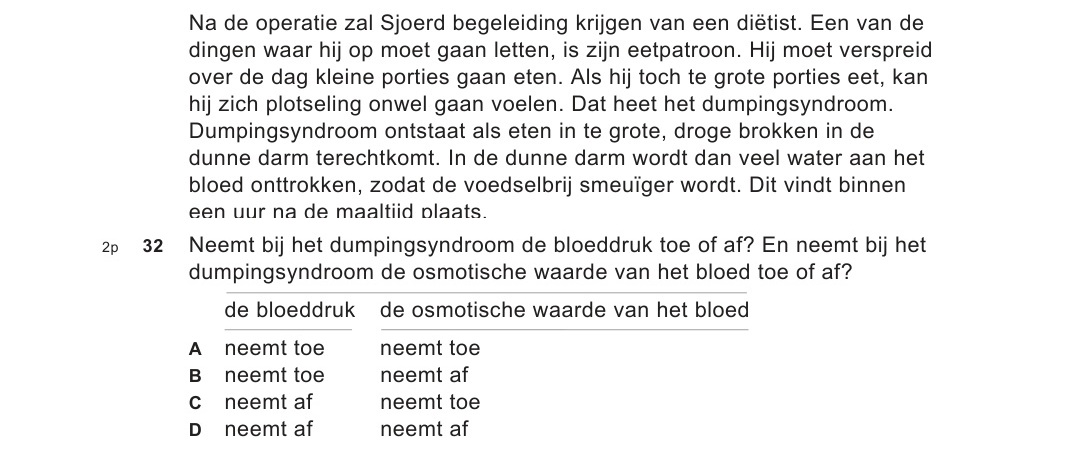 Na de operatie zal Sjoerd begeleiding krijgen van een diëtist. Een van de
dingen waar hij op moet gaan letten, is zijn eetpatroon. Hij moet verspreid
over de dag kleine porties gaan eten. Als hij toch te grote porties eet, kan
hij zich plotseling onwel gaan voelen. Dat heet het dumpingsyndroom.
Dumpingsyndroom ontstaat als eten in te grote, droge brokken in de
dunne darm terechtkomt. In de dunne darm wordt dan veel water aan het
bloed onttrokken, zodat de voedselbrij smeuïger wordt. Dit vindt binnen
een uur na de maaltijd plaats.
2p 32 Neemt bij het dumpingsyndroom de bloeddruk toe of af? En neemt bij het
dumpingsyndroom de osmotische waarde van het bloed toe of af?
de bloeddruk de osmotische waarde van het bloed
A neemt toe neemt toe
B neemt toe neemt af
C neemt af neemt toe
D neemt af neemt af